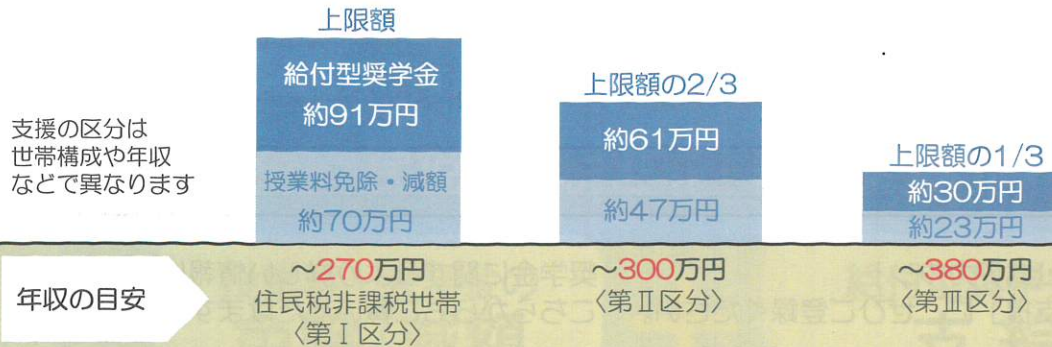 上限額
給付型奨学金
約91万円
授業料免除・減額
約70万円
上限額の2/3
約61万円
約47万円
上限額の1/3
約30万円
約23万円
支援の区分は
世帯構成や年収
などで異なります
年収の目安
～270万円
住民税非課税世帯
〈第Ⅰ区分〉
～300万円
〈第Ⅱ区分〉
～380万円
〈第Ⅲ区分〉